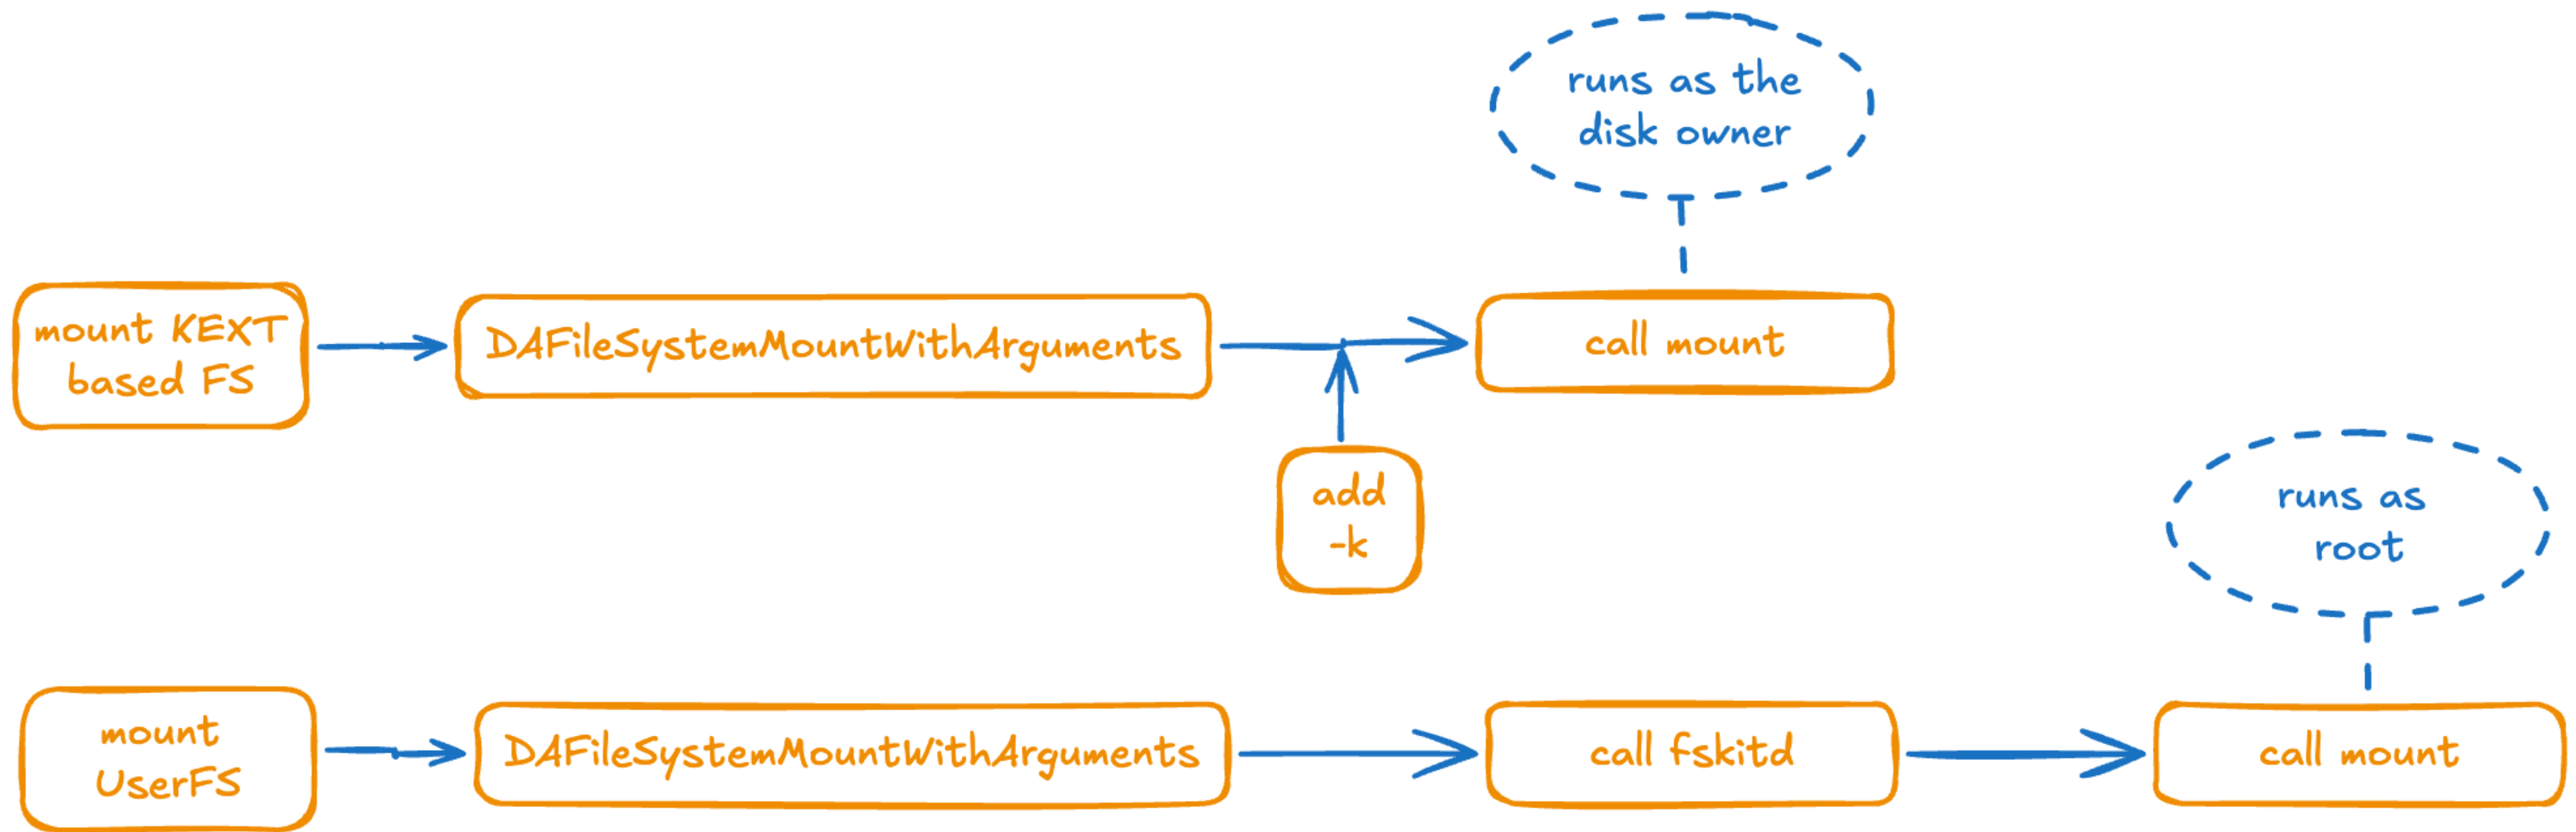 runs as the
disk owner
mount KEXT
based FS
DAFileSystemMountWithArguments
call mount
add
-k
runs as
root
mount
UserFS
DAFileSystemMountWithArguments
call fskitd
call mount